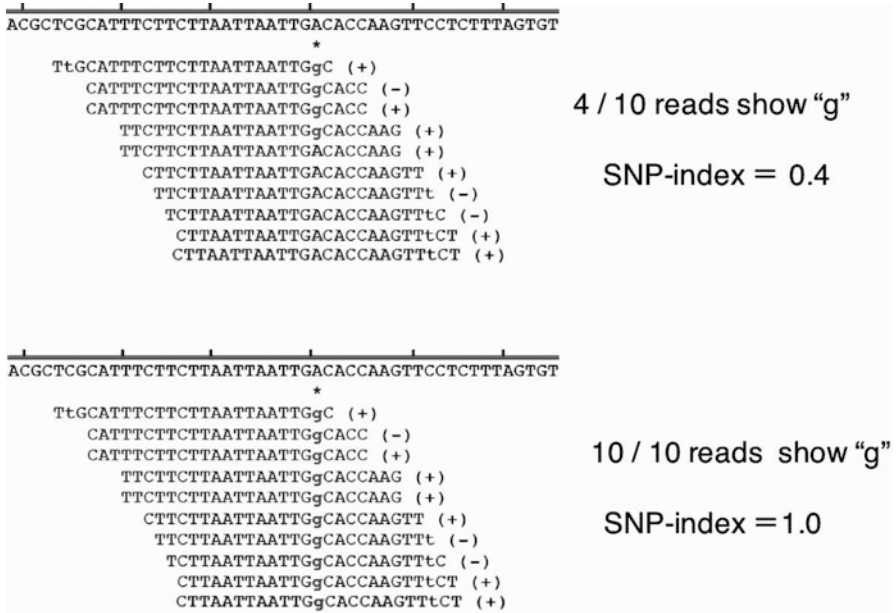 ACGCTCGCATTTCTTCTTAATTAATTGACACCAAGTTCCTCTTTAGTGT
*
TtGCATTTCTTCTTAATTAATTGgC (+)
CATTTCTTCTTAATTAATTGgCACC (-)
CATTTCTTCTTAATTAATTGgCACC (+)
TTCTTCTTAATTAATTGgCACCAAG (+)
TTCTTCTTAATTAATTGACACCAAG (+)
CTTCTTAATTAATTGACACCAAGTT (+)
TTCTTAATTAATTGACACCAAGTTt (-)
TCTTAATTAATTGACACCAAGTTtC (-)
CTTAATTAATTGACACCAAGTTtCT (+)
CTTAATTAATTGACACCAAGTTtCT (+)
4 / 10 reads show “g”
SNP-index = 0.4
ACGCTCGCATTTCTTCTTAATTAATTGACACCAAGTTCCTCTTTAGTGT
*
TtGCATTTCTTCTTAATTAATTGgC (+)
CATTTCTTCTTAATTAATTGgCACC (-)
CATTTCTTCTTAATTAATTGgCACC (+)
TTCTTCTTAATTAATTGgCACCAAG (+)
TTCTTCTTAATTAATTGgCACCAAG (+)
CTTCTTAATTAATTGgCACCAAGTT (+)
TTCTTAATTAATTGgCACCAAGTTt (-)
TCTTAATTAATTGgCACCAAGTTtC (-)
CTTAATTAATTGgCACCAAGTTtCT (+)
CTTAATTAATTGgCACCAAGTTtCT (+)
10 / 10 reads show “g”
SNP-index =1.0